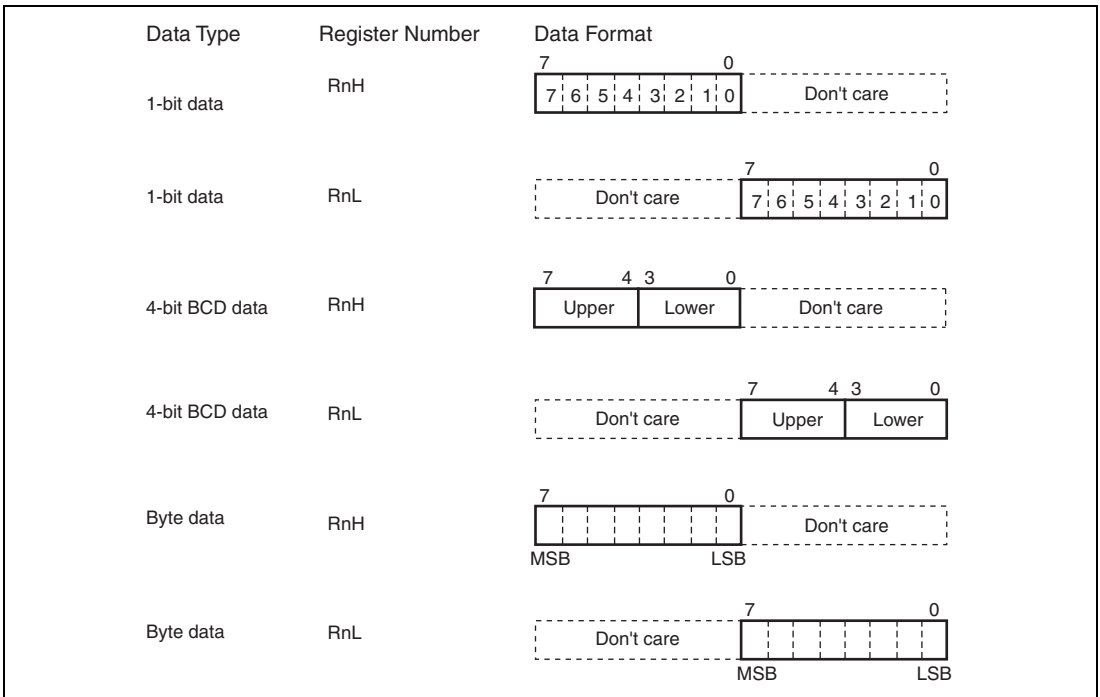 Data Type Register Number Data Format
7 0
1-bit data RnH 7 6 5 4 3 2 1 0 Don't care
7 0
1-bit data RnL Don't care 7 6 5 4 3 2 1 0
7 4 3 0
4-bit BCD data RnH Upper Lower Don't care
7 4 3 0
4-bit BCD data RnL Don't care Upper Lower
7 0
Byte data RnH Don't care
MSB LSB
7 0
Byte data RnL Don't care
MSB LSB